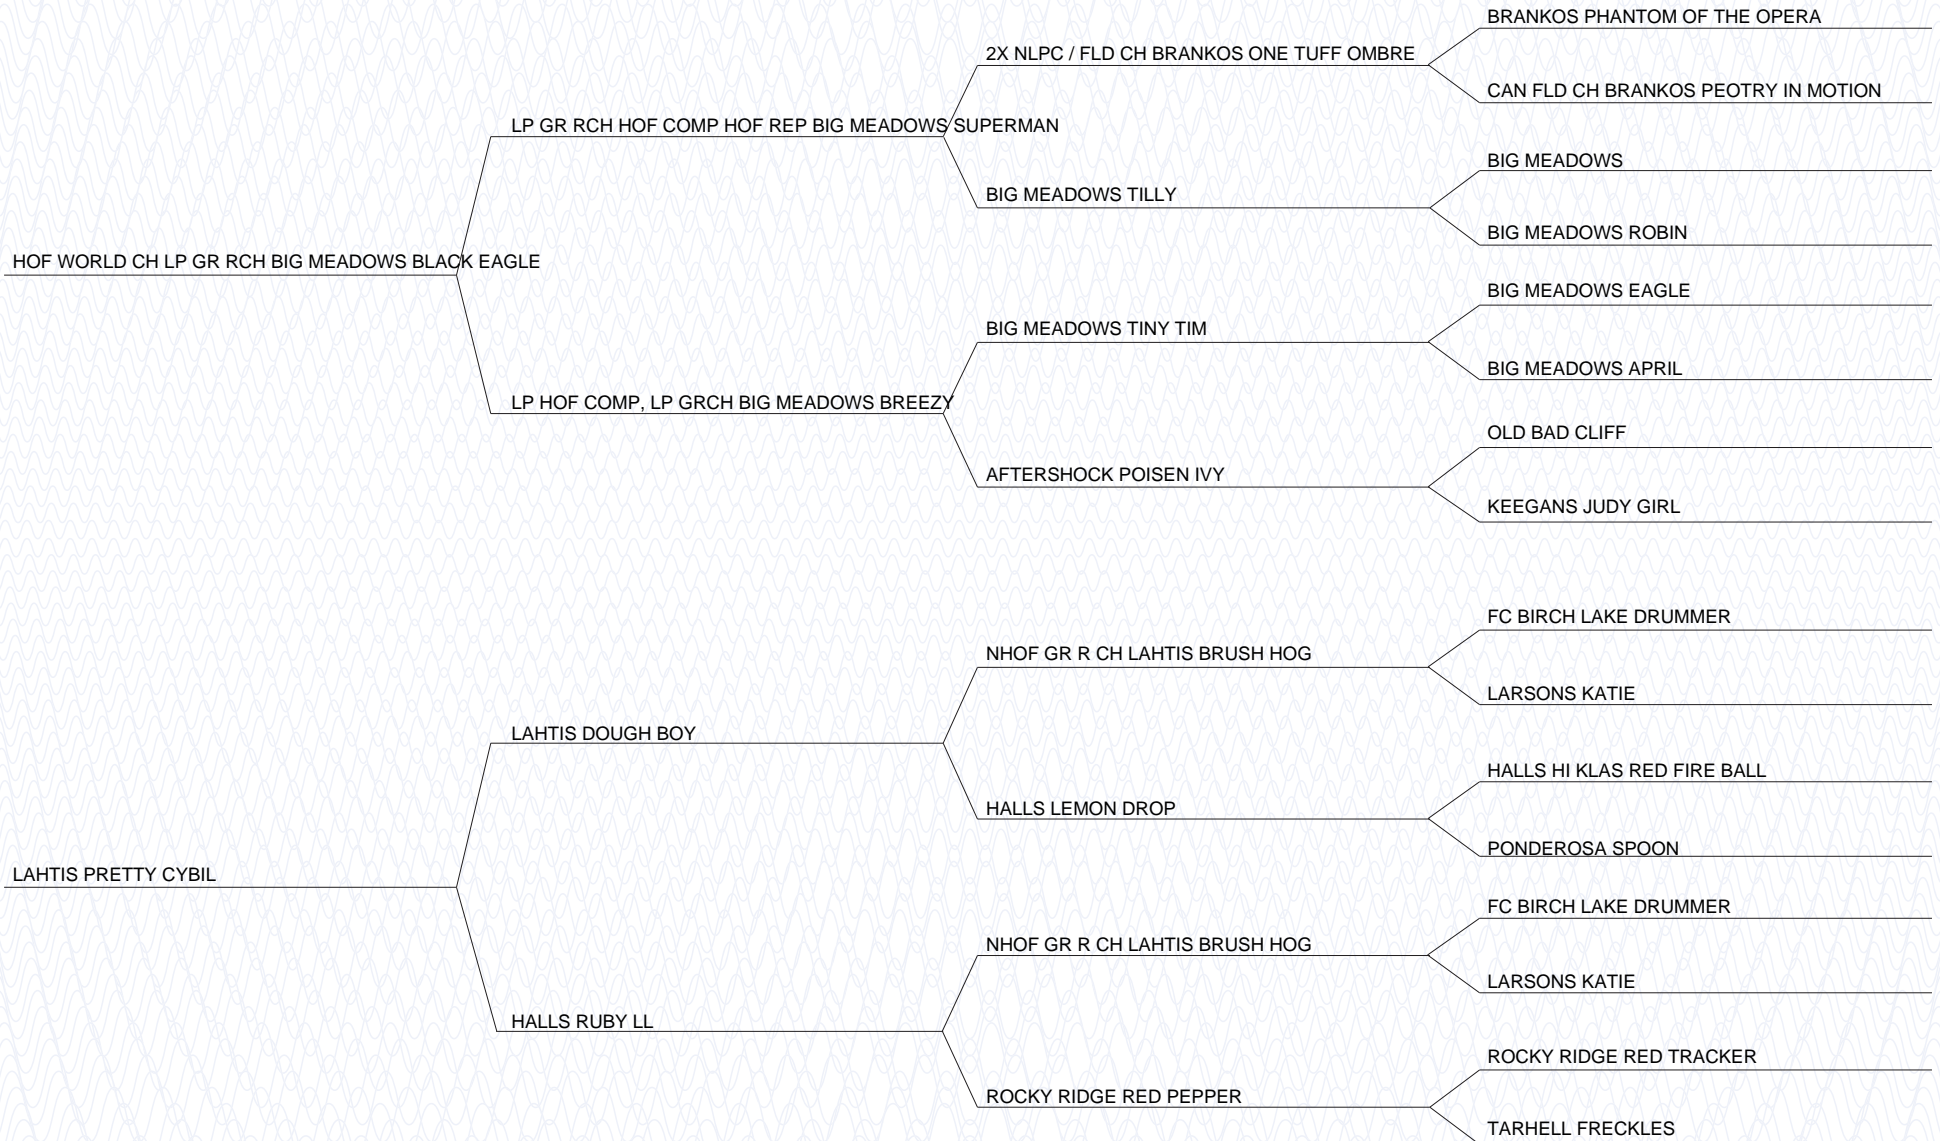 BRANKOS PHANTOM OF THE OPERA
2X NLPC / FLD CH BRANKOS ONE TUFF OMBRE
CAN FLD CH BRANKOS PEOTRY IN MOTION
LP GR RCH HOF COMP HOF REP BIG MEADOWS SUPERMAN
BIG MEADOWS
BIG MEADOWS TILLY
BIG MEADOWS ROBIN
HOF WORLD CH LP GR RCH BIG MEADOWS BLACK EAGLE
BIG MEADOWS EAGLE
BIG MEADOWS TINY TIM
BIG MEADOWS APRIL
LP HOF COMP, LP GRCH BIG MEADOWS BREEZY
OLD BAD CLIFF
AFTERSHOCK POISEN IVY
KEEGANS JUDY GIRL
FC BIRCH LAKE DRUMMER
NHOF GR R CH LAHTIS BRUSH HOG
LARSONS KATIE
LAHTIS DOUGH BOY
HALLS HI KLAS RED FIRE BALL
HALLS LEMON DROP
PONDEROSA SPOON
LAHTIS PRETTY CYBIL
FC BIRCH LAKE DRUMMER
NHOF GR R CH LAHTIS BRUSH HOG
LARSONS KATIE
HALLS RUBY LL
ROCKY RIDGE RED TRACKER
ROCKY RIDGE RED PEPPER
TARHELL FRECKLES